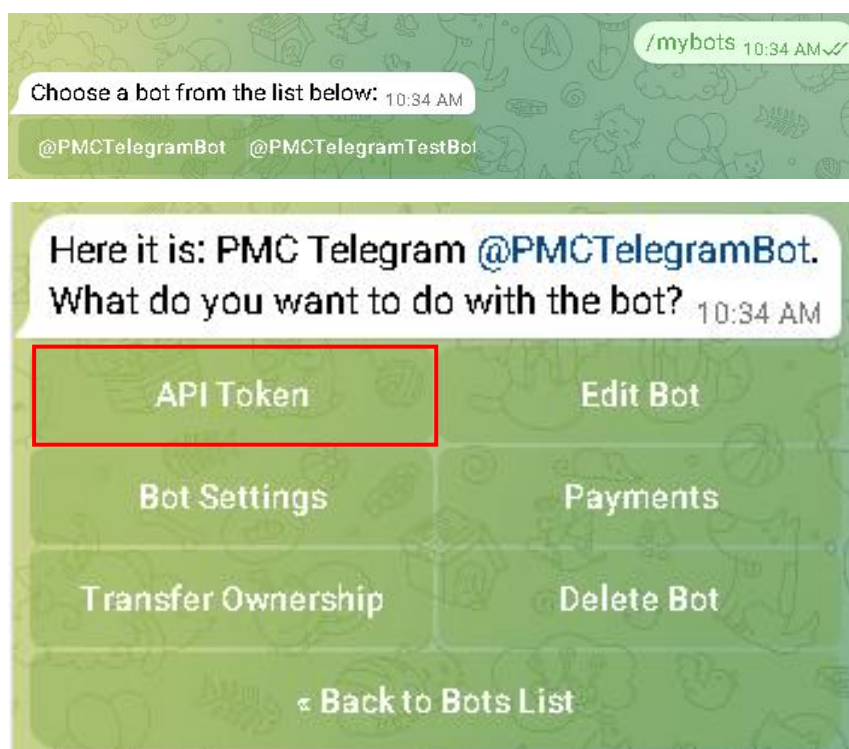 /mybots 10:34 AM
Choose a bot from the list below: 10:34 AM
@PMCTelegramBot @PMCTelegramTestBot
Here it is: PMC Telegram @PMCTelegramBot.
What do you want to do with the bot? 10:34 AM
API Token Edit Bot
Bot Settings Payments
Transfer Ownership Delete Bot
« Back to Bots List